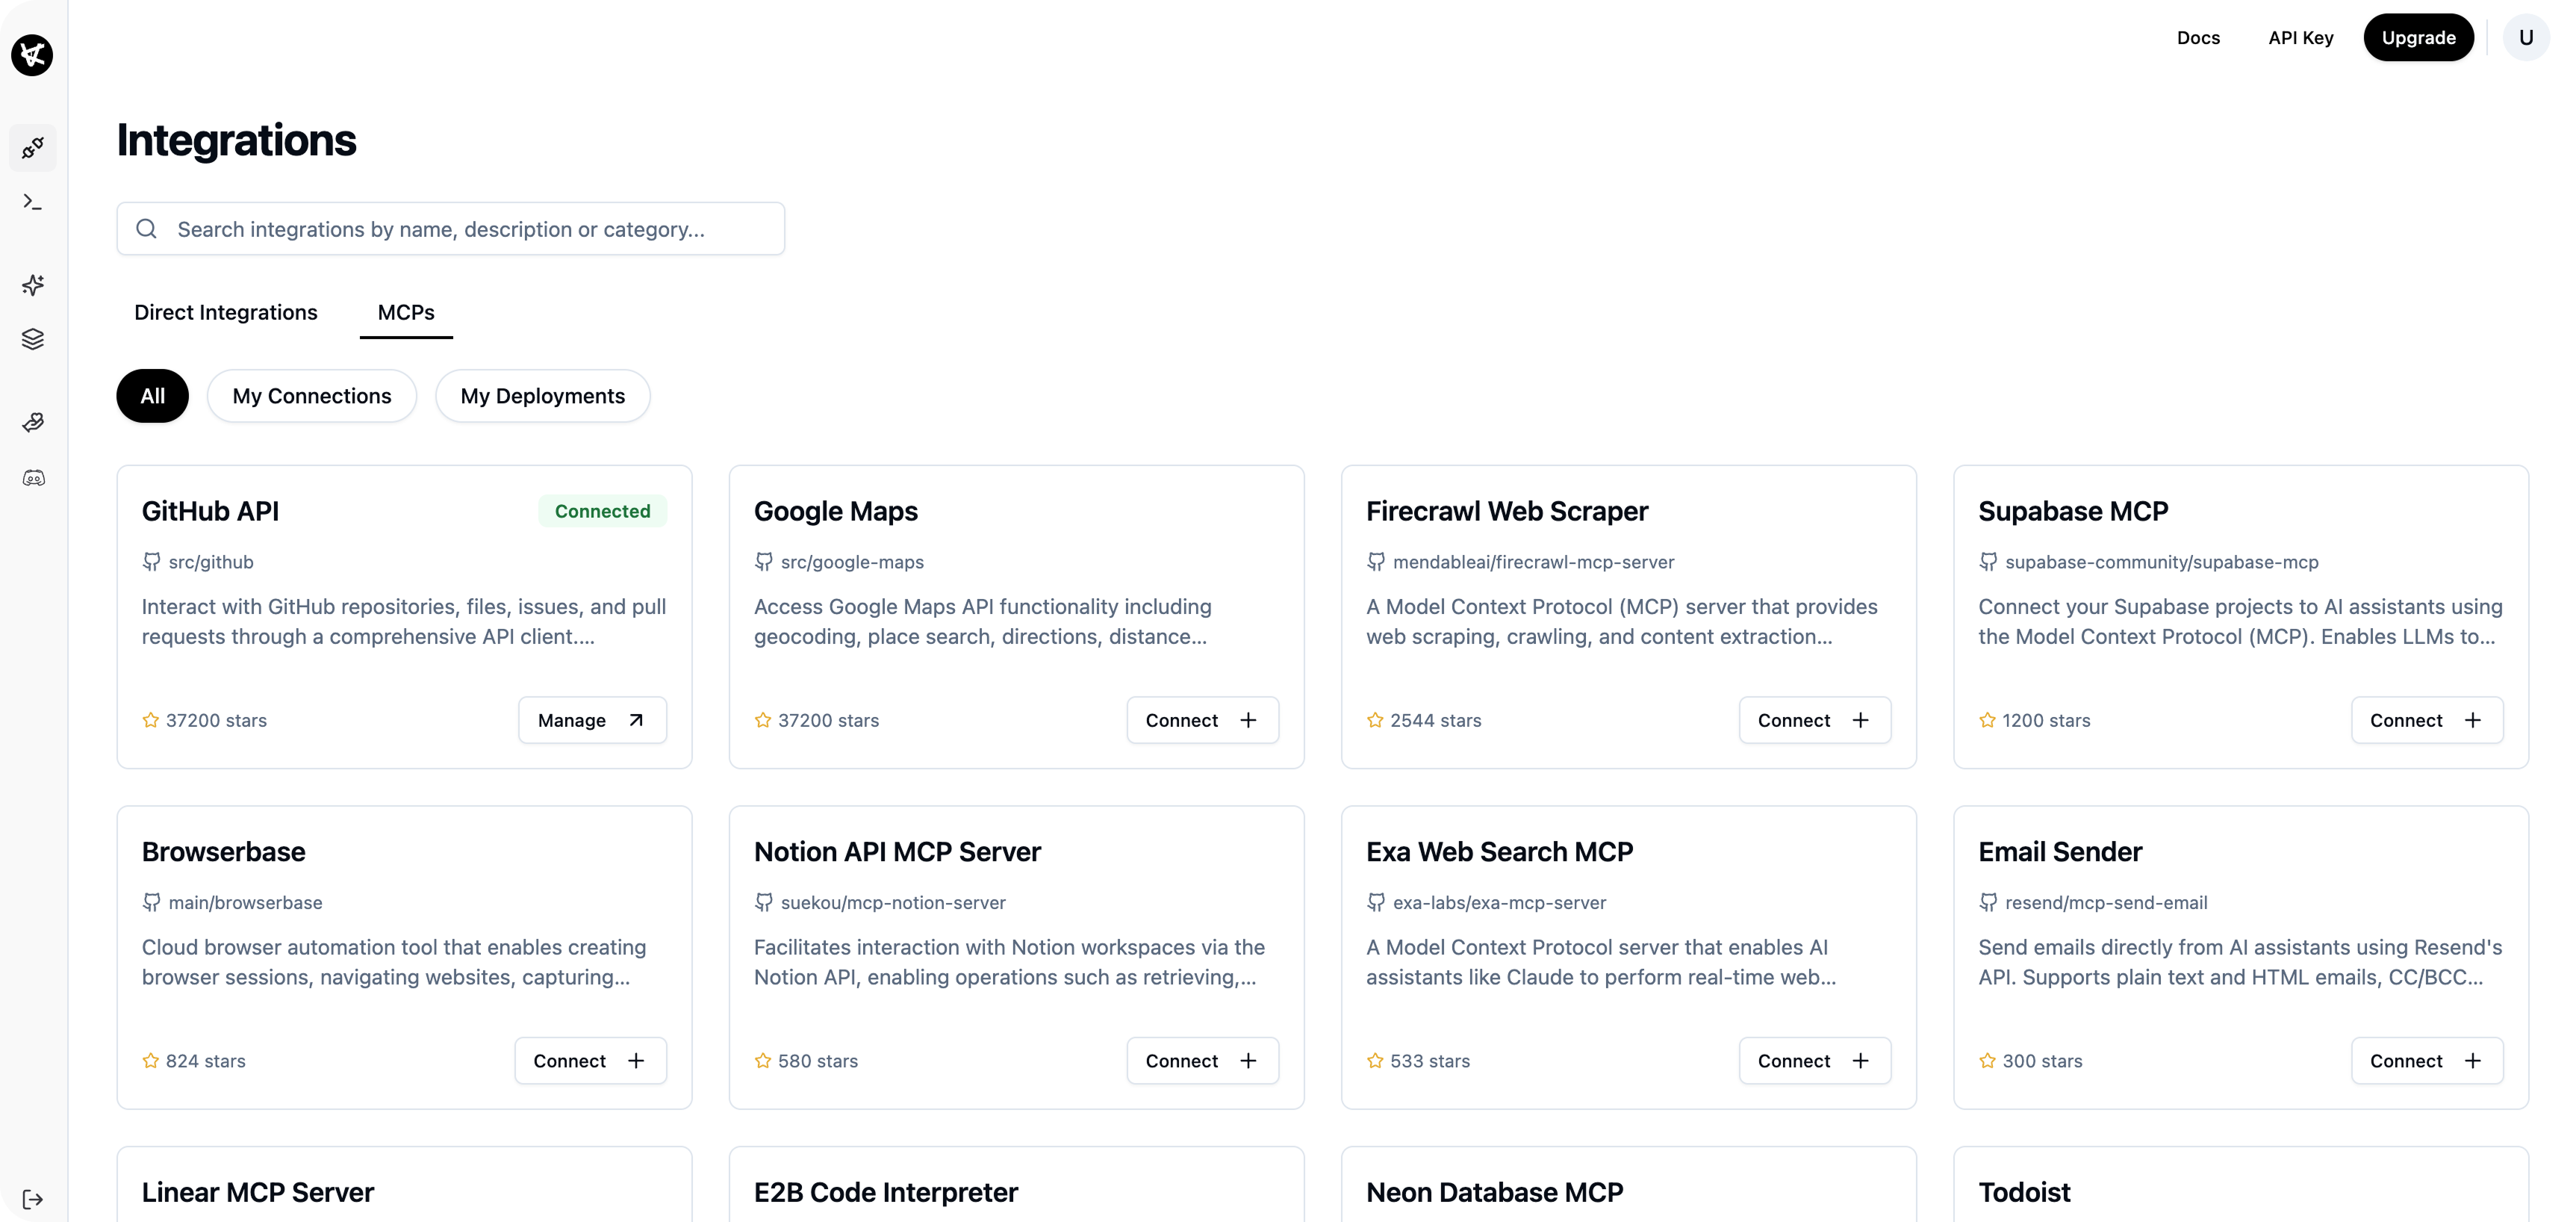 Docs
API Key
Upgrade
U
Integrations
Search integrations by name, description or category...
Direct Integrations
MCPs
All
My Connections
My Deployments
GitHub API
Connected
src/github
Interact with GitHub repositories, files, issues, and pull
requests through a comprehensive API client....
37200 stars
Manage
Google Maps
src/google-maps
Access Google Maps API functionality including
geocoding, place search, directions, distance...
37200 stars
Connect
Firecrawl Web Scraper
mendableai/firecrawl-mcp-server
A Model Context Protocol (MCP) server that provides
web scraping, crawling, and content extraction...
2544 stars
Connect
Supabase MCP
supabase-community/supabase-mcp
Connect your Supabase projects to AI assistants using
the Model Context Protocol (MCP). Enables LLMs to...
1200 stars
Connect
Browserbase
main/browserbase
Cloud browser automation tool that enables creating
browser sessions, navigating websites, capturing...
824 stars
Connect
Notion API MCP Server
suekou/mcp-notion-server
Facilitates interaction with Notion workspaces via the
Notion API, enabling operations such as retrieving,...
580 stars
Connect
Exa Web Search MCP
exa-labs/exa-mcp-server
A Model Context Protocol server that enables AI
assistants like Claude to perform real-time web...
533 stars
Connect
Email Sender
resend/mcp-send-email
Send emails directly from AI assistants using Resend's
API. Supports plain text and HTML emails, CC/BCC...
300 stars
Connect
Linear MCP Server
E2B Code Interpreter
Neon Database MCP
Todoist